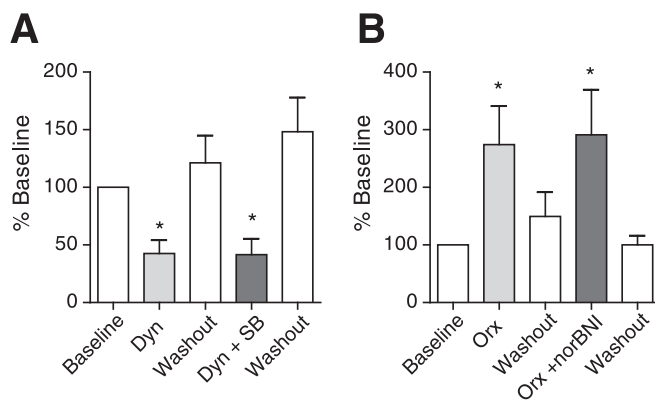 A
% Baseline
200
150
100
50
0
*
*
Baseline
Dyn
Washout
Dyn + SB
Washout
B
% Baseline
400
300
200
100
0
*
*
Baseline
Orx
Washout
Orx +norBNI
Washout